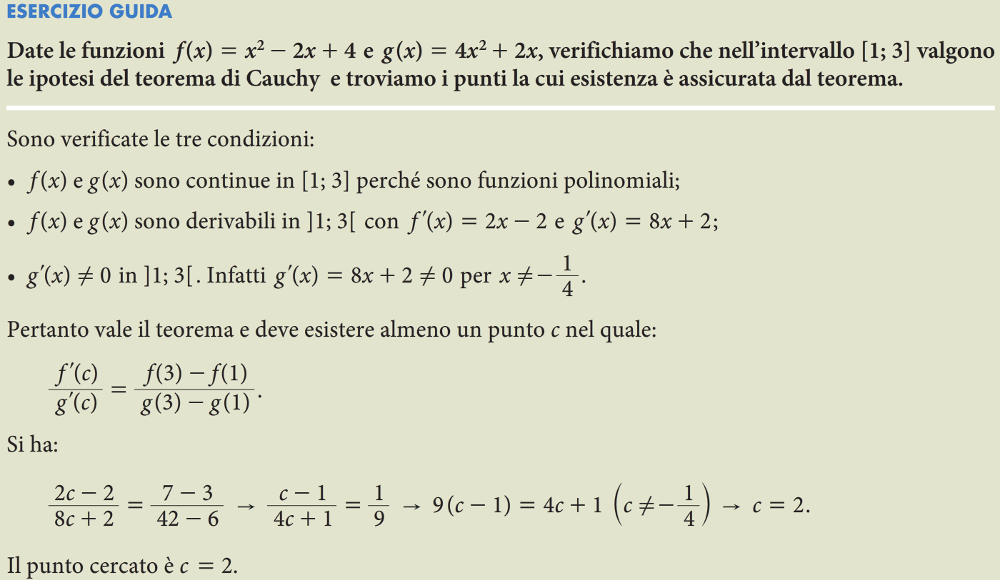 ESERCIZIO GUIDA
Date le funzioni f(x) = x² − 2x + 4 e g(x) = 4x² + 2x, verifichiamo che nell’intervallo [1; 3] valgono
le ipotesi del teorema di Cauchy e troviamo i punti la cui esistenza è assicurata dal teorema.
Sono verificate le tre condizioni:
• f(x) e g(x) sono continue in [1; 3] perché sono funzioni polinomiali;
• f(x) e g(x) sono derivabili in ]1; 3[ con f′(x) = 2x − 2 e g′(x) = 8x + 2;
• g′(x) ≠ 0 in ]1; 3[. Infatti g′(x) = 8x + 2 ≠ 0 per x ≠ −1/4.
Pertanto vale il teorema e deve esistere almeno un punto c nel quale:
f′(c)/g′(c) = (f(3) − f(1))/(g(3) − g(1)).
Si ha:
(2c − 2)/(8c + 2) = (7 − 3)/(42 − 6) → (c − 1)/(4c + 1) = 1/9 → 9(c − 1) = 4c + 1 (c ≠ −1/4) → c = 2.
Il punto cercato è c = 2.